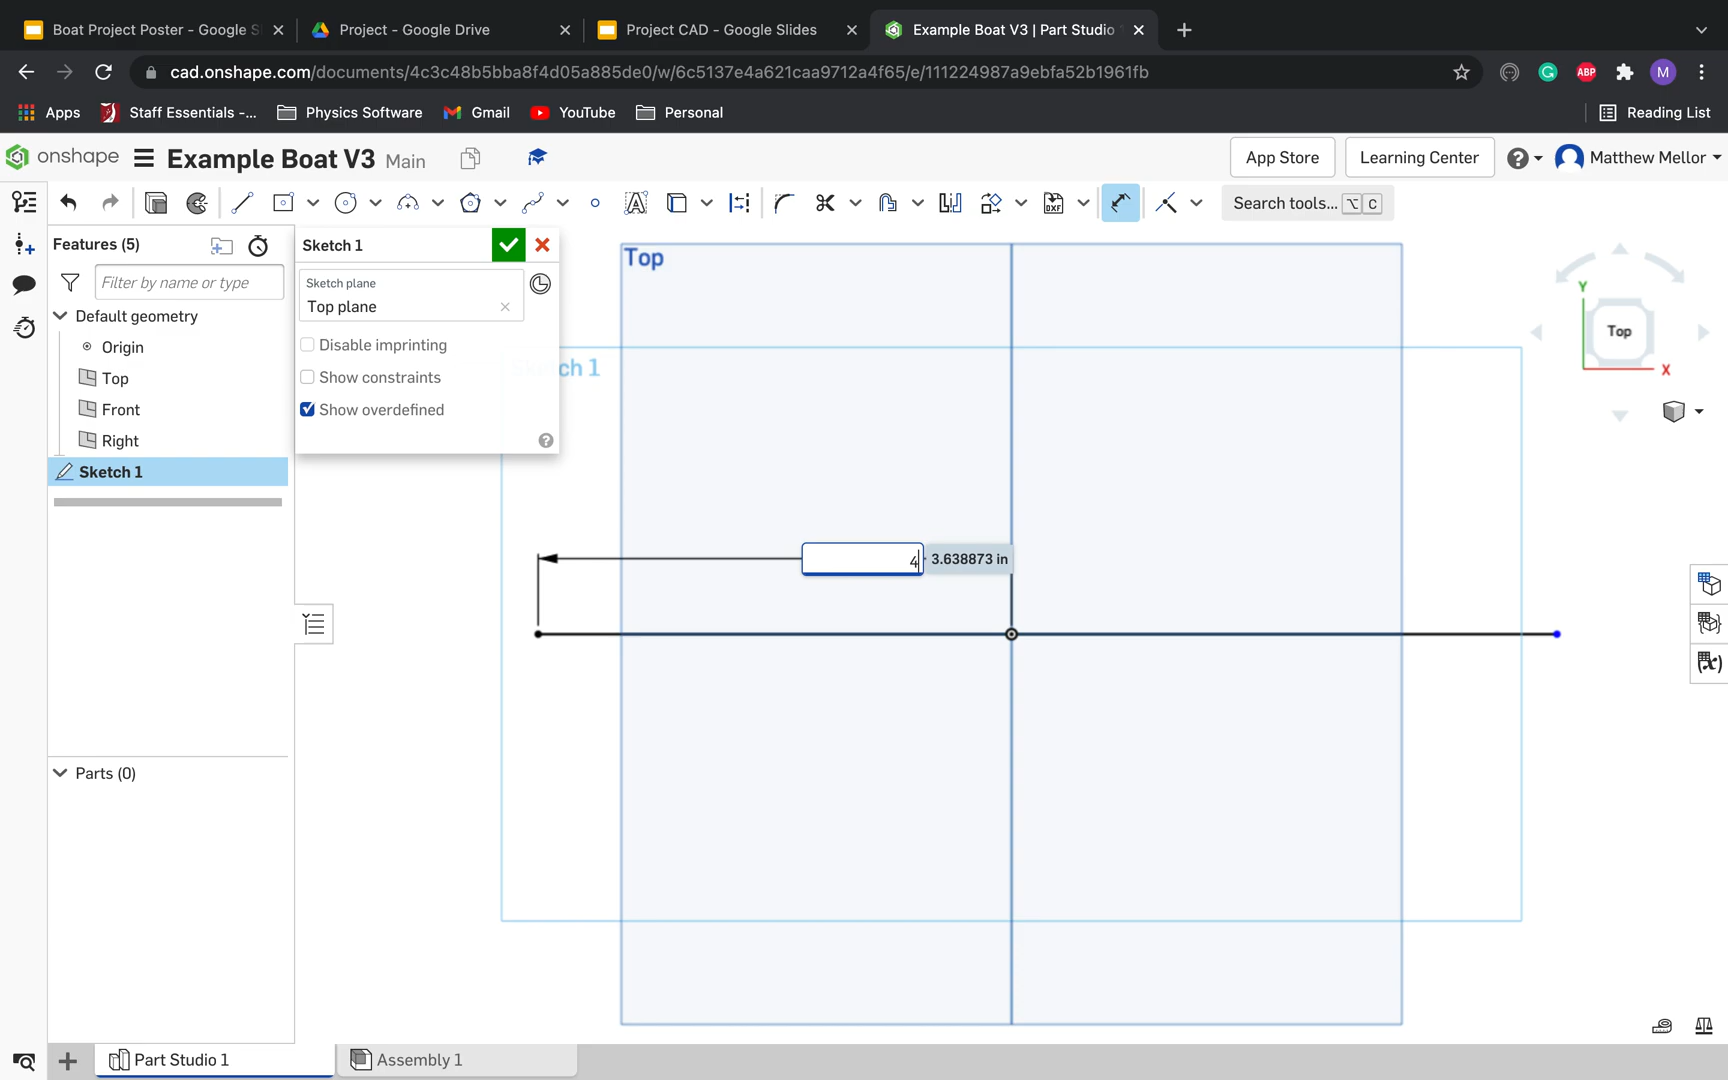 Boat Project Poster - Google S
Project - Google Drive
Project CAD - Google Slides
Example Boat V3 | Part Studio
cad.onshape.com/documents/4c3c48b5bba8f4d05a885de0/w/6c5137e4a621caa9712a4f65/e/111224987a9ebfa52b1961fb
ABP
M
Apps
Staff Essentials -...
Physics Software
Gmail
YouTube
Personal
Reading List
onshape
Example Boat V3 Main
App Store
Learning Center
Matthew Mellor
DXF
Search tools... ⌥ C
Features (5)
Filter by name or type
Default geometry
Origin
Top
Front
Right
Sketch 1
Parts (0)
Sketch 1
Sketch plane
Top plane
Disable imprinting
Show constraints
Show overdefined
Top
ch 1
4
3.638873 in
Y
Top
X
(x)
Part Studio 1
Assembly 1